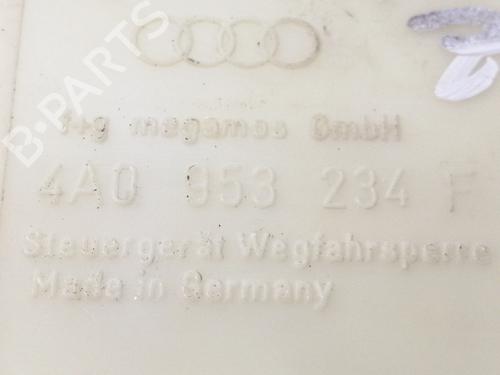 t+g megamos GmbH
4A0 953 234 F
Steuergerät Wegfahrsperre
Made in Germany
B-PARTS